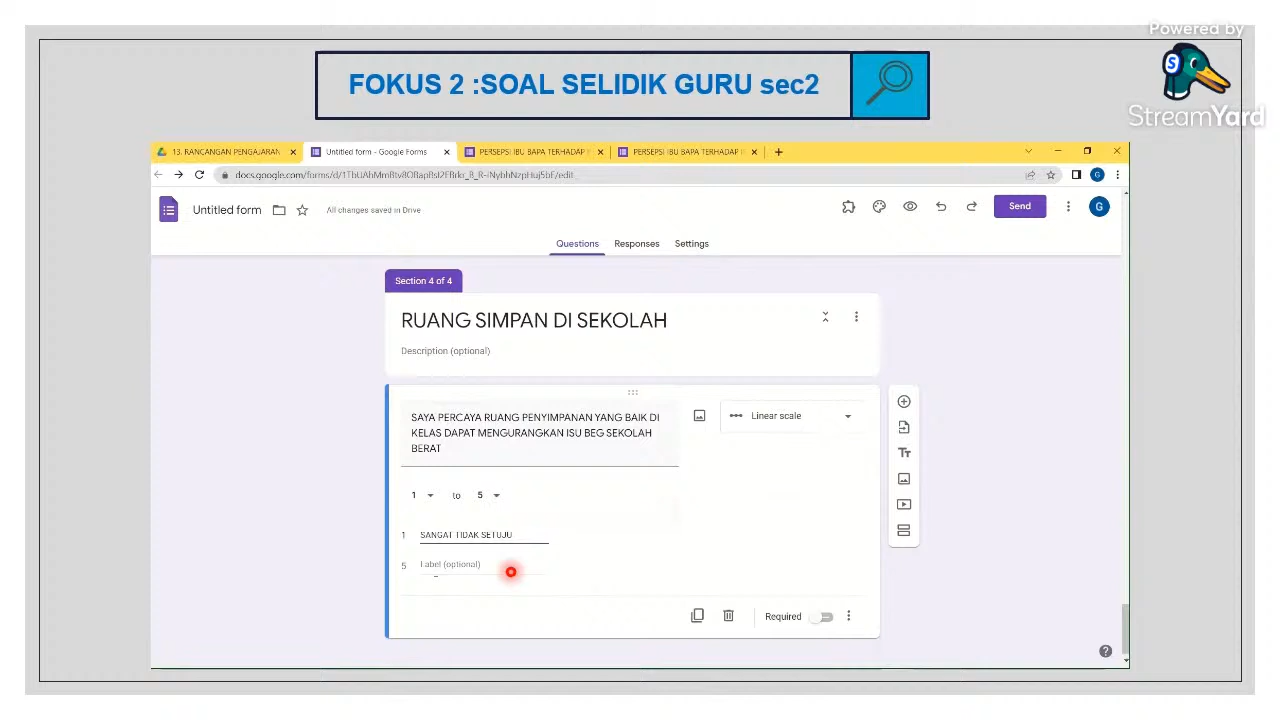 Powered by
StreamYard
FOKUS 2 :SOAL SELIDIK GURU sec2
13. RANCANGAN PENGAJARAN
Untitled form - Google Forms
PERSEPSI IBU BAPA TERHADAP
PERSEPSI IBU BAPA TERHADAP
Untitled form
All changes saved in Drive
Send
G
Questions Responses Settings
Section 4 of 4
RUANG SIMPAN DI SEKOLAH
Description (optional)
SAYA PERCAYA RUANG PENYIMPANAN YANG BAIK DI
KELAS DAPAT MENGURANGKAN ISU BEG SEKOLAH
BERAT
Linear scale
1 to 5
1 SANGAT TIDAK SETUJU
5 Label (optional)
Required